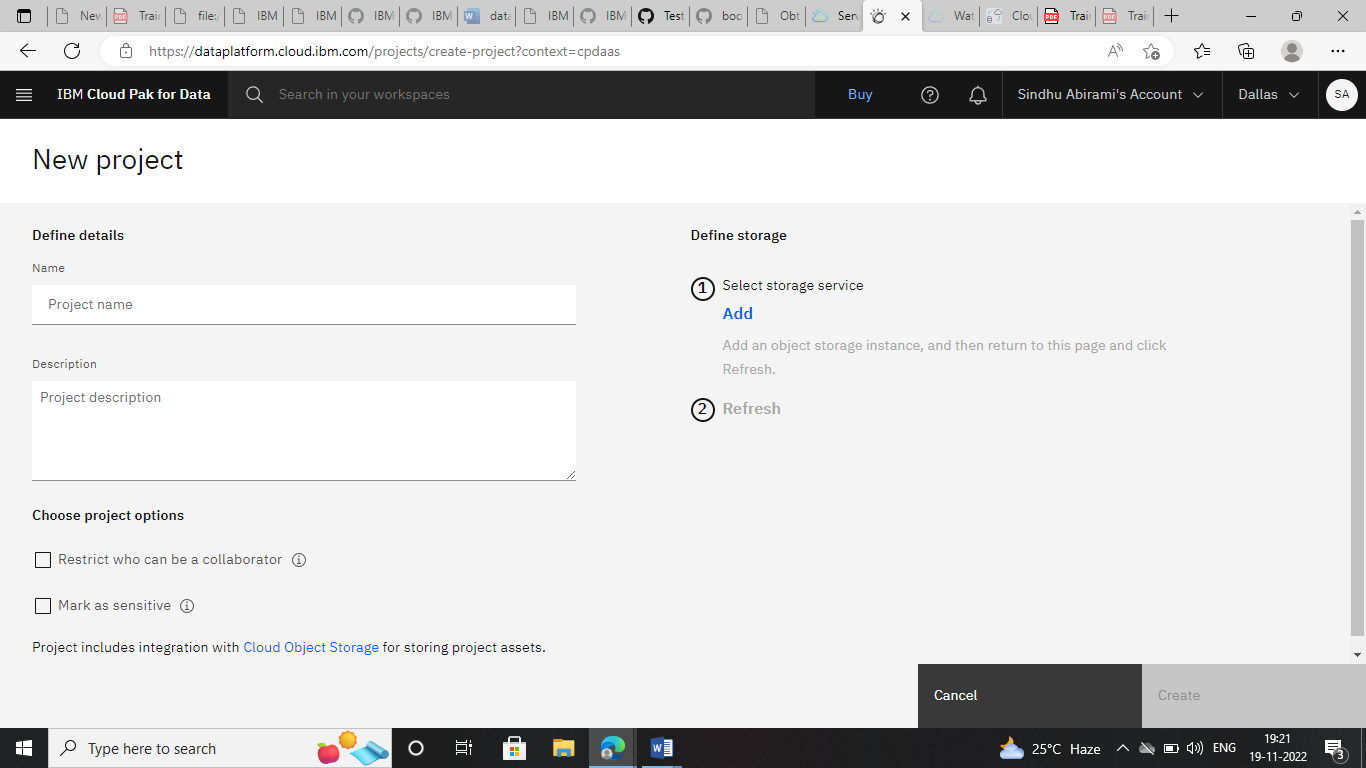 New
Train
file:/
IBM
IBM
IBM
IBM
data
IBM
IBM
Test
boo
Obt
Serv
Wat
Clou
Train
Train
https://dataplatform.cloud.ibm.com/projects/create-project?context=cpdaas
IBM Cloud Pak for Data
Search in your workspaces
Buy
Sindhu Abirami's Account
Dallas
SA
New project
Define details
Name
Project name
Description
Project description
Choose project options
Restrict who can be a collaborator
Mark as sensitive
Project includes integration with Cloud Object Storage for storing project assets.
Define storage
1 Select storage service
Add
Add an object storage instance, and then return to this page and click
Refresh.
2 Refresh
Cancel
Create
Type here to search
25°C Haze
ENG
19:21
19-11-2022
3